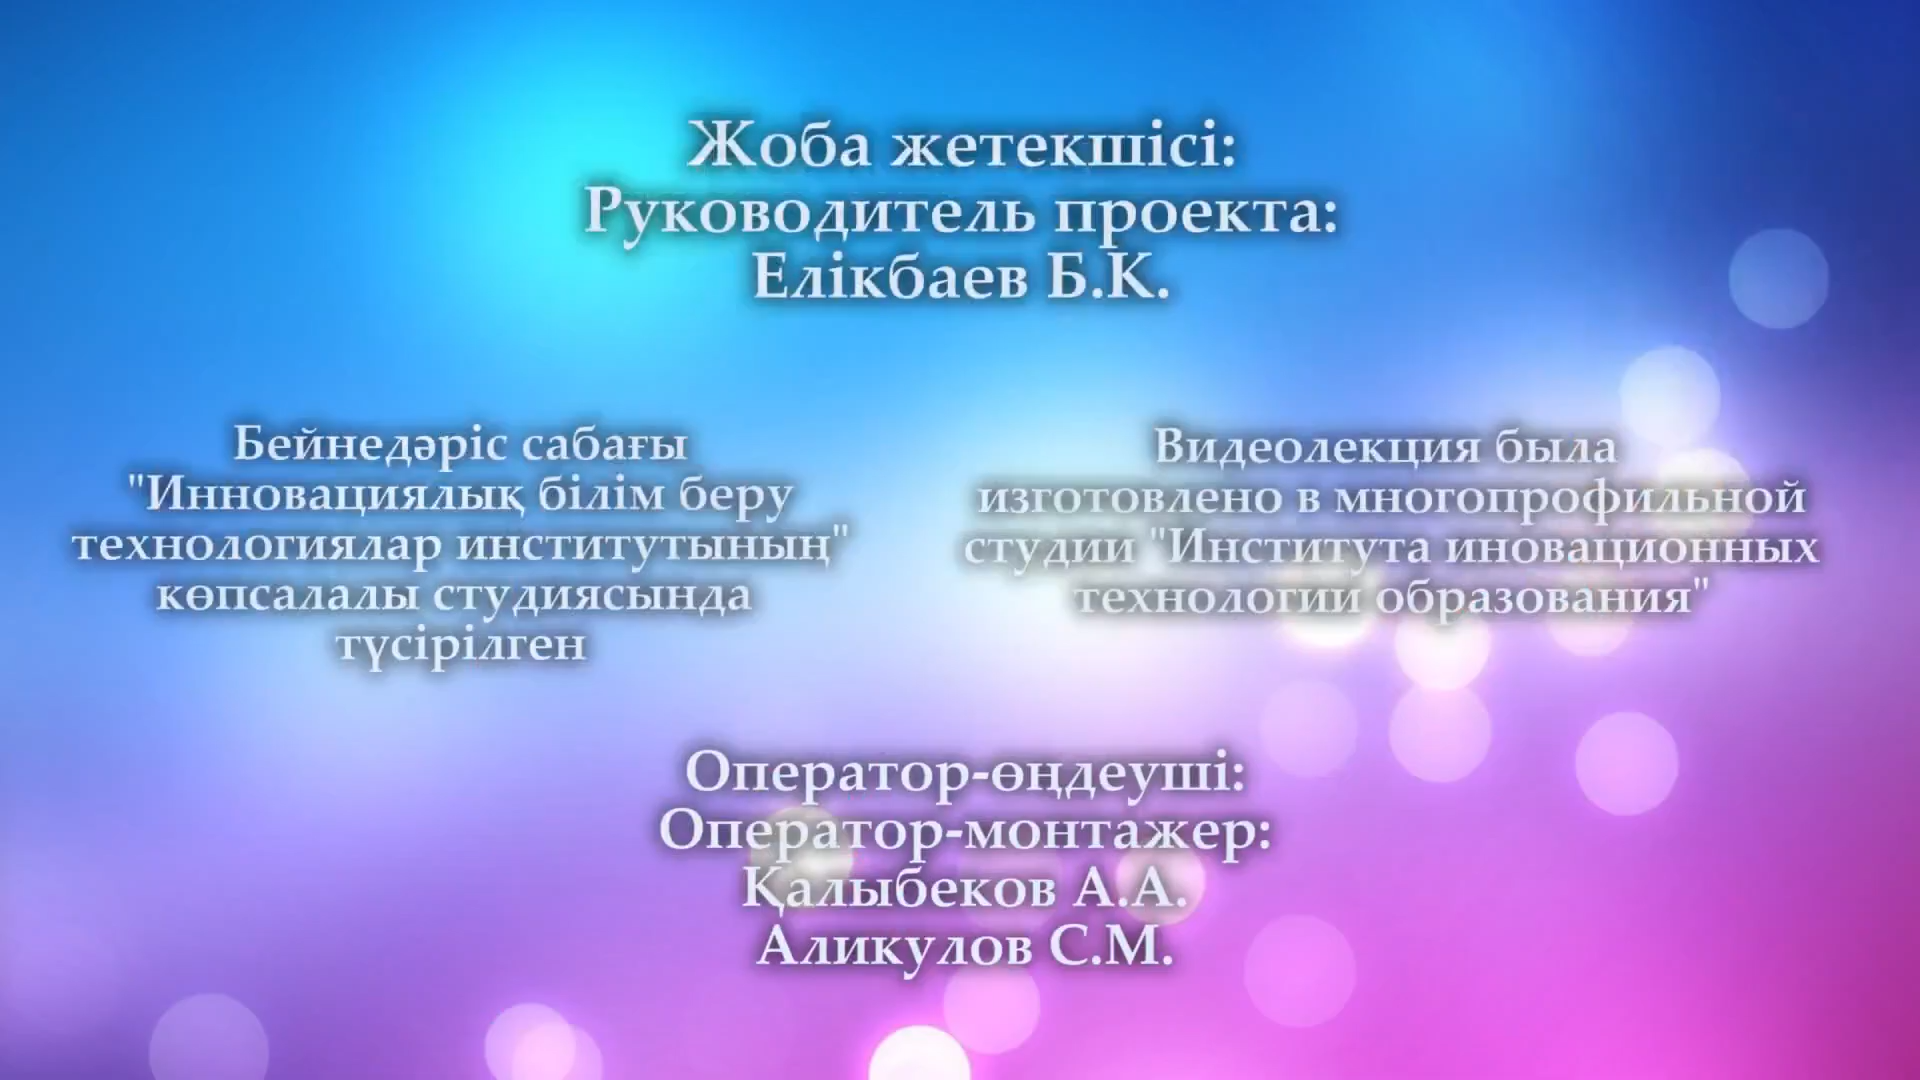 Жоба жетекшісі:
Руководитель проекта:
Елікбаев Б.К.
Бейнедәріс сабағы
"Инновациялық білім беру
технологиялар институтының"
көпсалалы студиясында
түсірілген
Видеолекция была
изготовлено в многопрофильной
студии "Института иновационных
технологии образования"
Оператор-өңдеуші:
Оператор-монтажер:
Қалыбеков А.А.
Аликулов С.М.